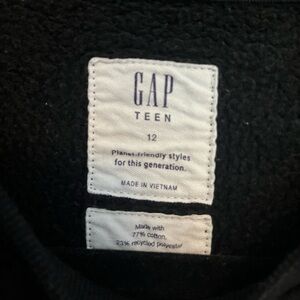 GAP
TEEN
12
Planet-friendly styles
for this generation.
MADE IN VIETNAM
Made with
77% cotton,
23% recycled polyester